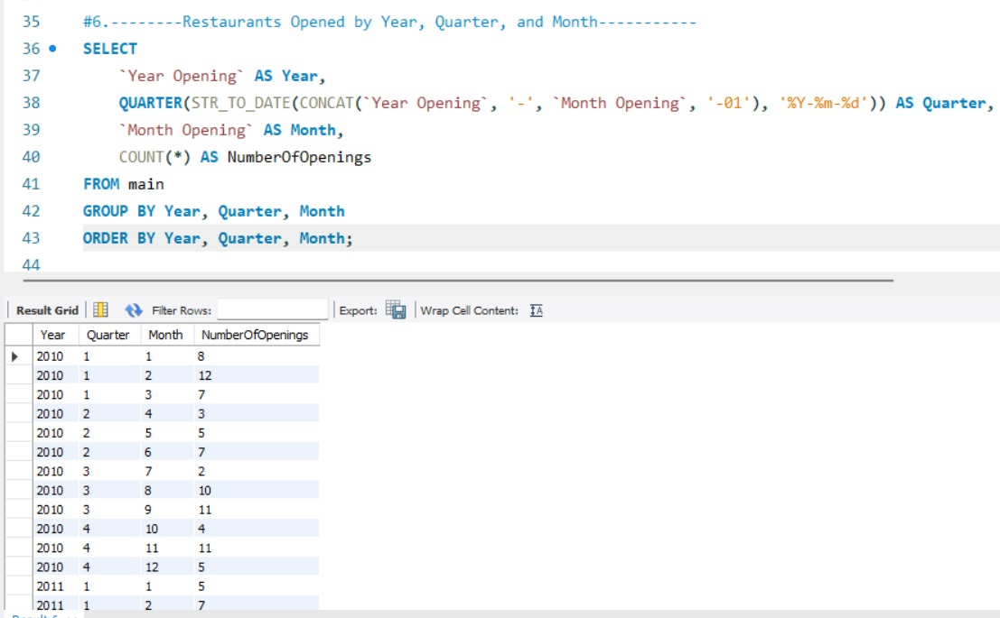 35 #6.--------Restaurants Opened by Year, Quarter, and Month-----------
36 SELECT
37 `Year Opening` AS Year,
38 QUARTER(STR_TO_DATE(CONCAT(`Year Opening`, '-', `Month Opening`, '-01'), '%Y-%m-%d')) AS Quarter,
39 `Month Opening` AS Month,
40 COUNT(*) AS NumberOfOpenings
41 FROM main
42 GROUP BY Year, Quarter, Month
43 ORDER BY Year, Quarter, Month;
44
Result Grid Filter Rows: Export: Wrap Cell Content: IA
Year Quarter Month NumberOfOpenings
2010 1 1 8
2010 1 2 12
2010 1 3 7
2010 2 4 3
2010 2 5 5
2010 2 6 7
2010 3 7 2
2010 3 8 10
2010 3 9 11
2010 4 10 4
2010 4 11 11
2010 4 12 5
2011 1 1 5
2011 1 2 7